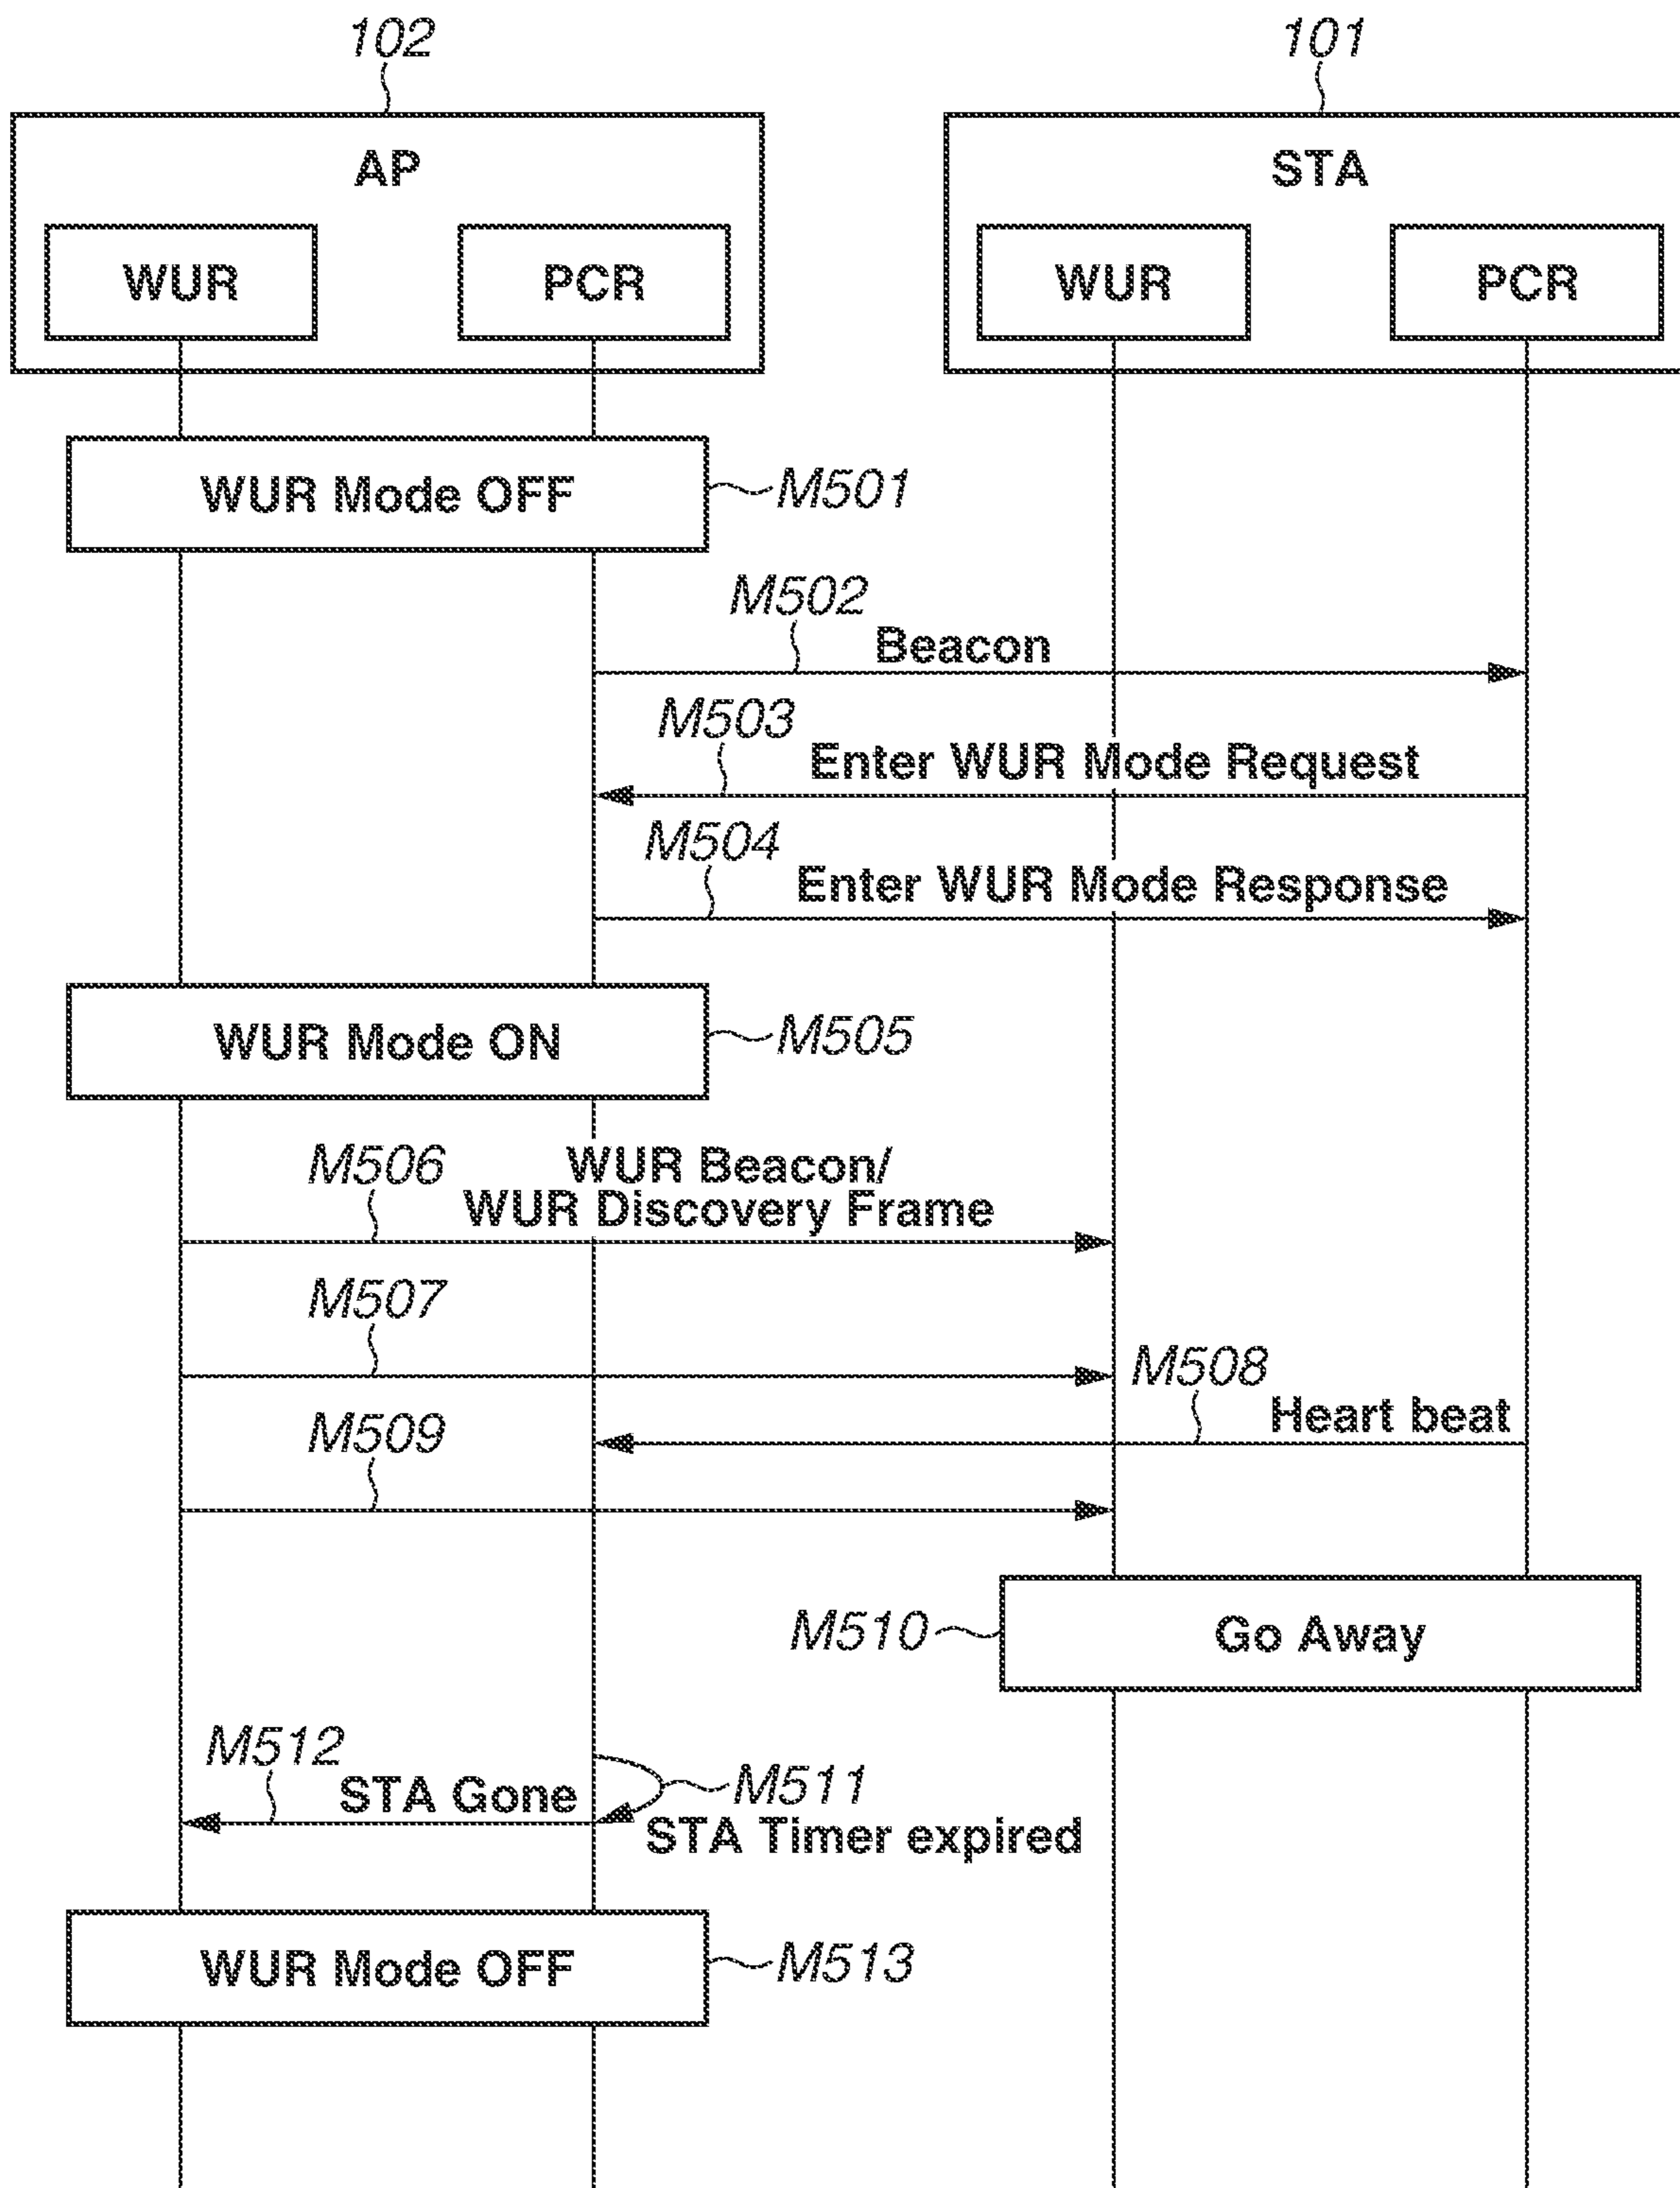 102
101
AP
STA
WUR
PCR
WUR
PCR
WUR Mode OFF
M501
M502
Beacon
M503
Enter WUR Mode Request
M504
Enter WUR Mode Response
WUR Mode ON
M505
M506
WUR Beacon/
WUR Discovery Frame
M507
M508
Heart beat
M509
M510
Go Away
M512
STA Gone
M511
STA Timer expired
WUR Mode OFF
M513